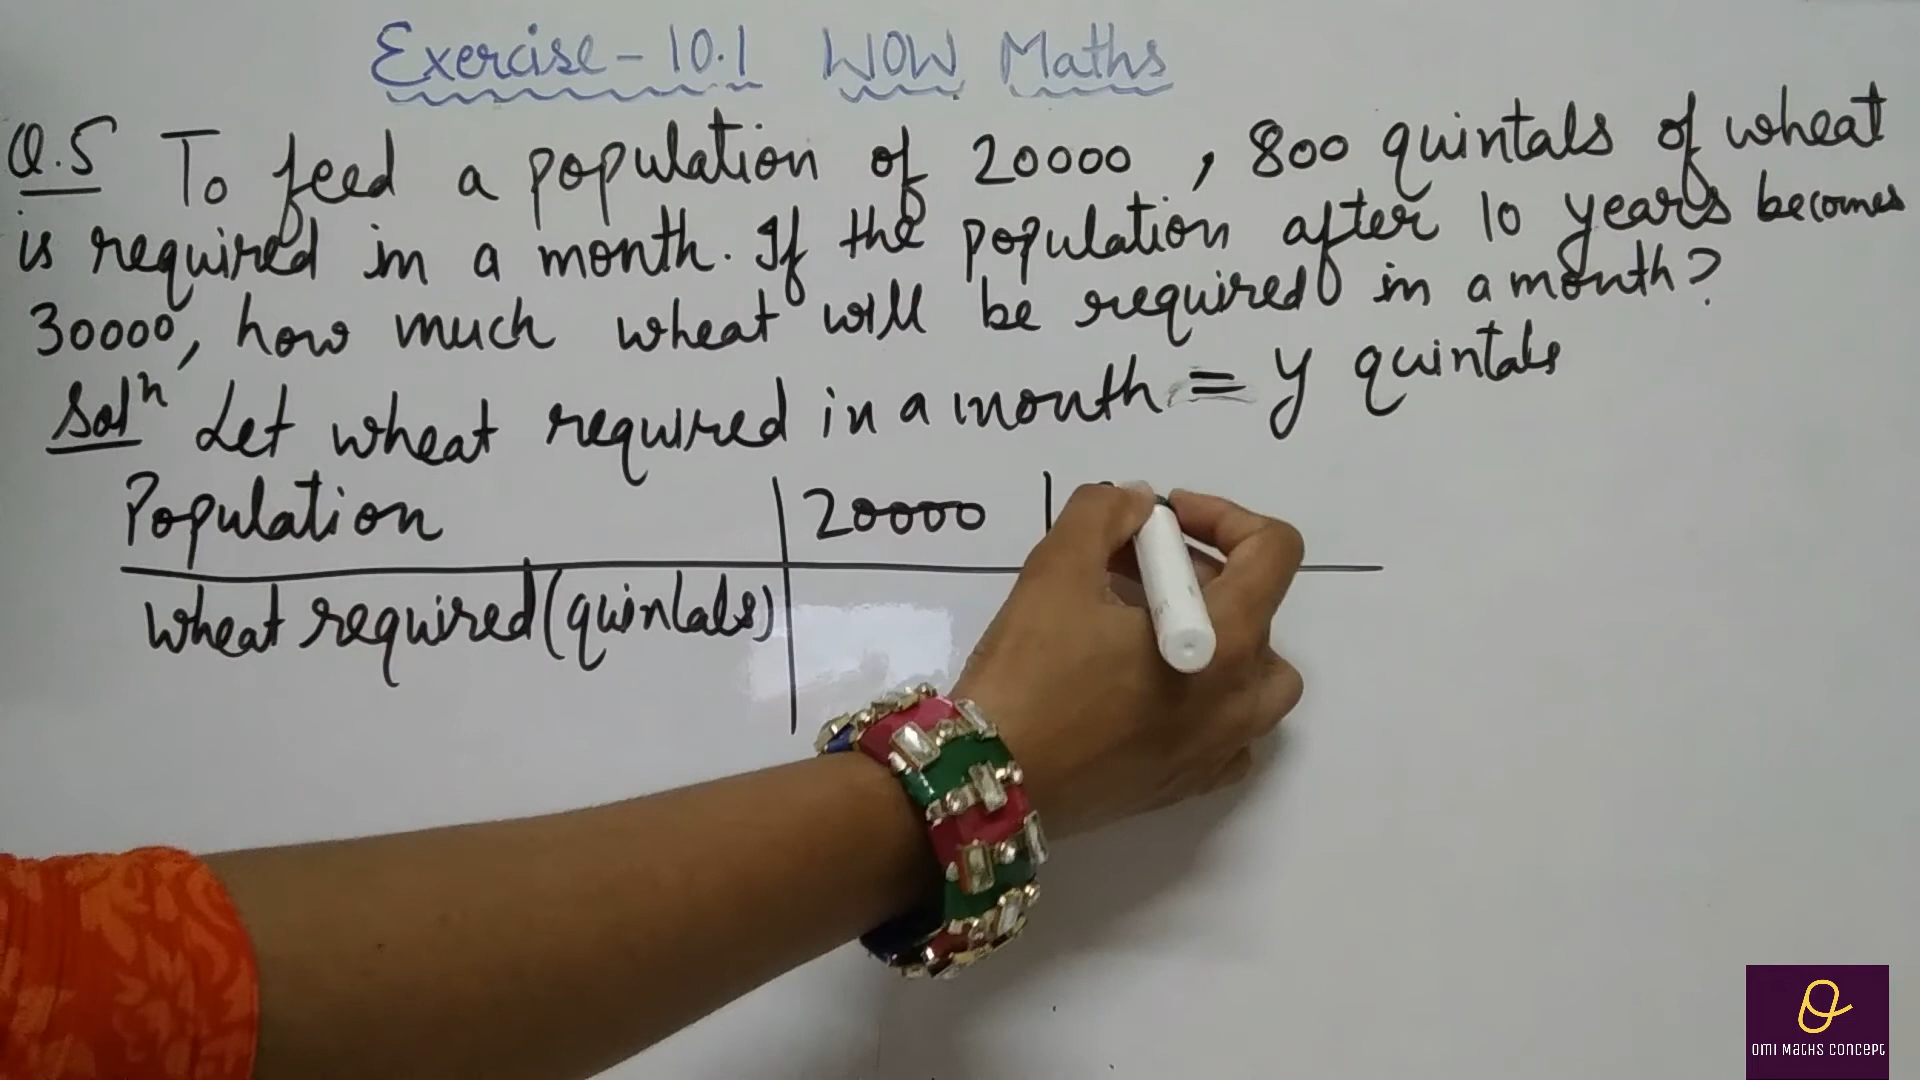 Exercise - 10.1 WOW Maths
Q.5 To feed a population of 20000, 800 quintals of wheat
is required in a month. If the population after 10 years becomes
30000, how much wheat will be required in a month?
Solⁿ Let wheat required in a month = y quintals
Population 20000
Wheat required (quintals)
OMI MATHS CONCEPT